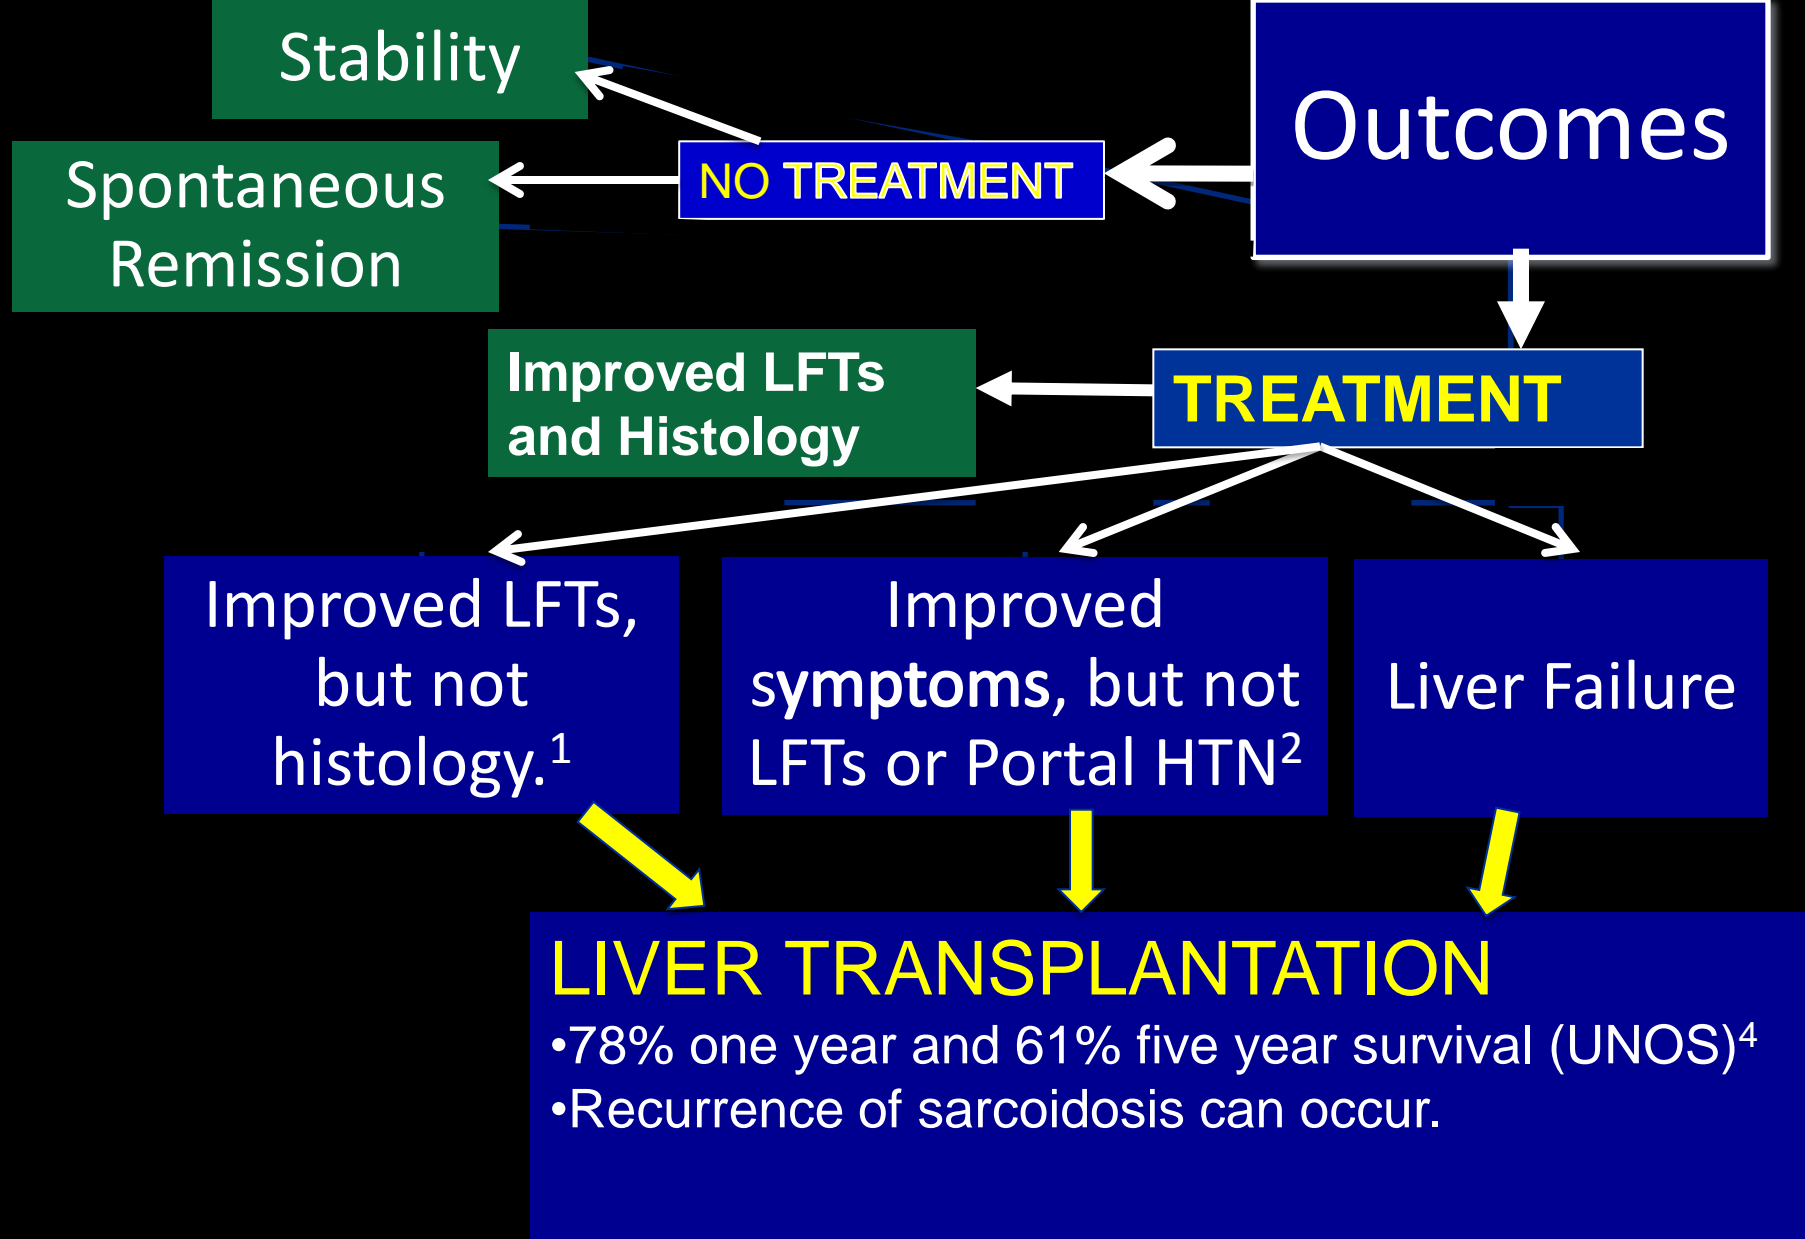 Stability
Outcomes
NO TREATMENT
Spontaneous
Remission
Improved LFTs
and Histology
TREATMENT
Improved LFTs,
but not
histology.¹
Improved
symptoms, but not
LFTs or Portal HTN²
Liver Failure
LIVER TRANSPLANTATION
•78% one year and 61% five year survival (UNOS)⁴
•Recurrence of sarcoidosis can occur.